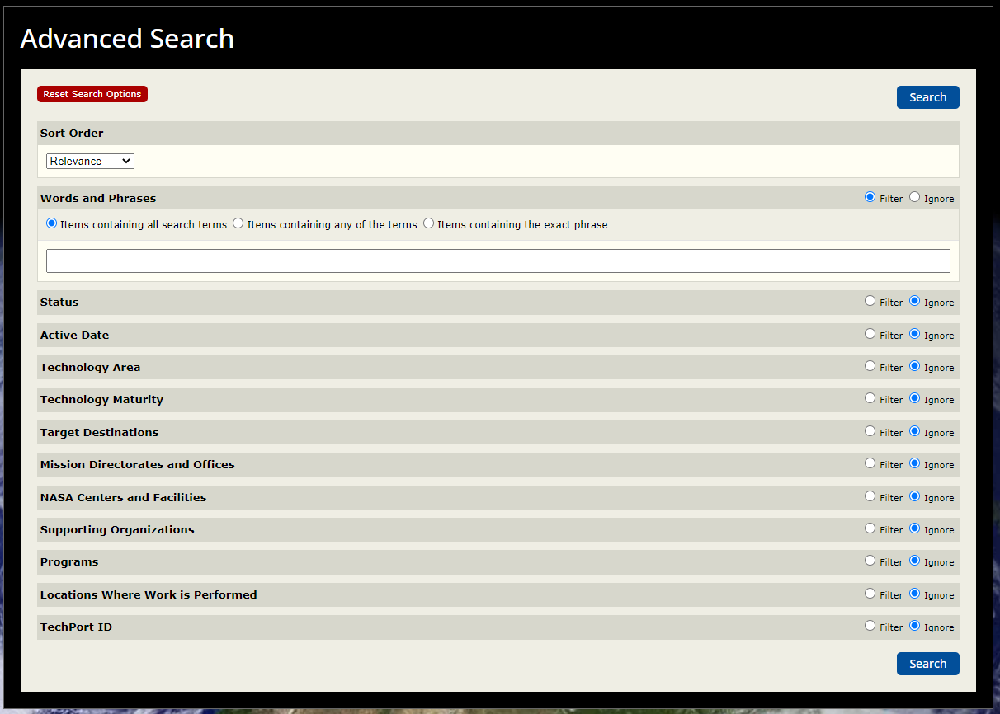 Advanced Search
Reset Search Options
Search
Sort Order
Relevance
Words and Phrases Filter Ignore
Items containing all search terms Items containing any of the terms Items containing the exact phrase
Status Filter Ignore
Active Date Filter Ignore
Technology Area Filter Ignore
Technology Maturity Filter Ignore
Target Destinations Filter Ignore
Mission Directorates and Offices Filter Ignore
NASA Centers and Facilities Filter Ignore
Supporting Organizations Filter Ignore
Programs Filter Ignore
Locations Where Work is Performed Filter Ignore
TechPort ID Filter Ignore
Search